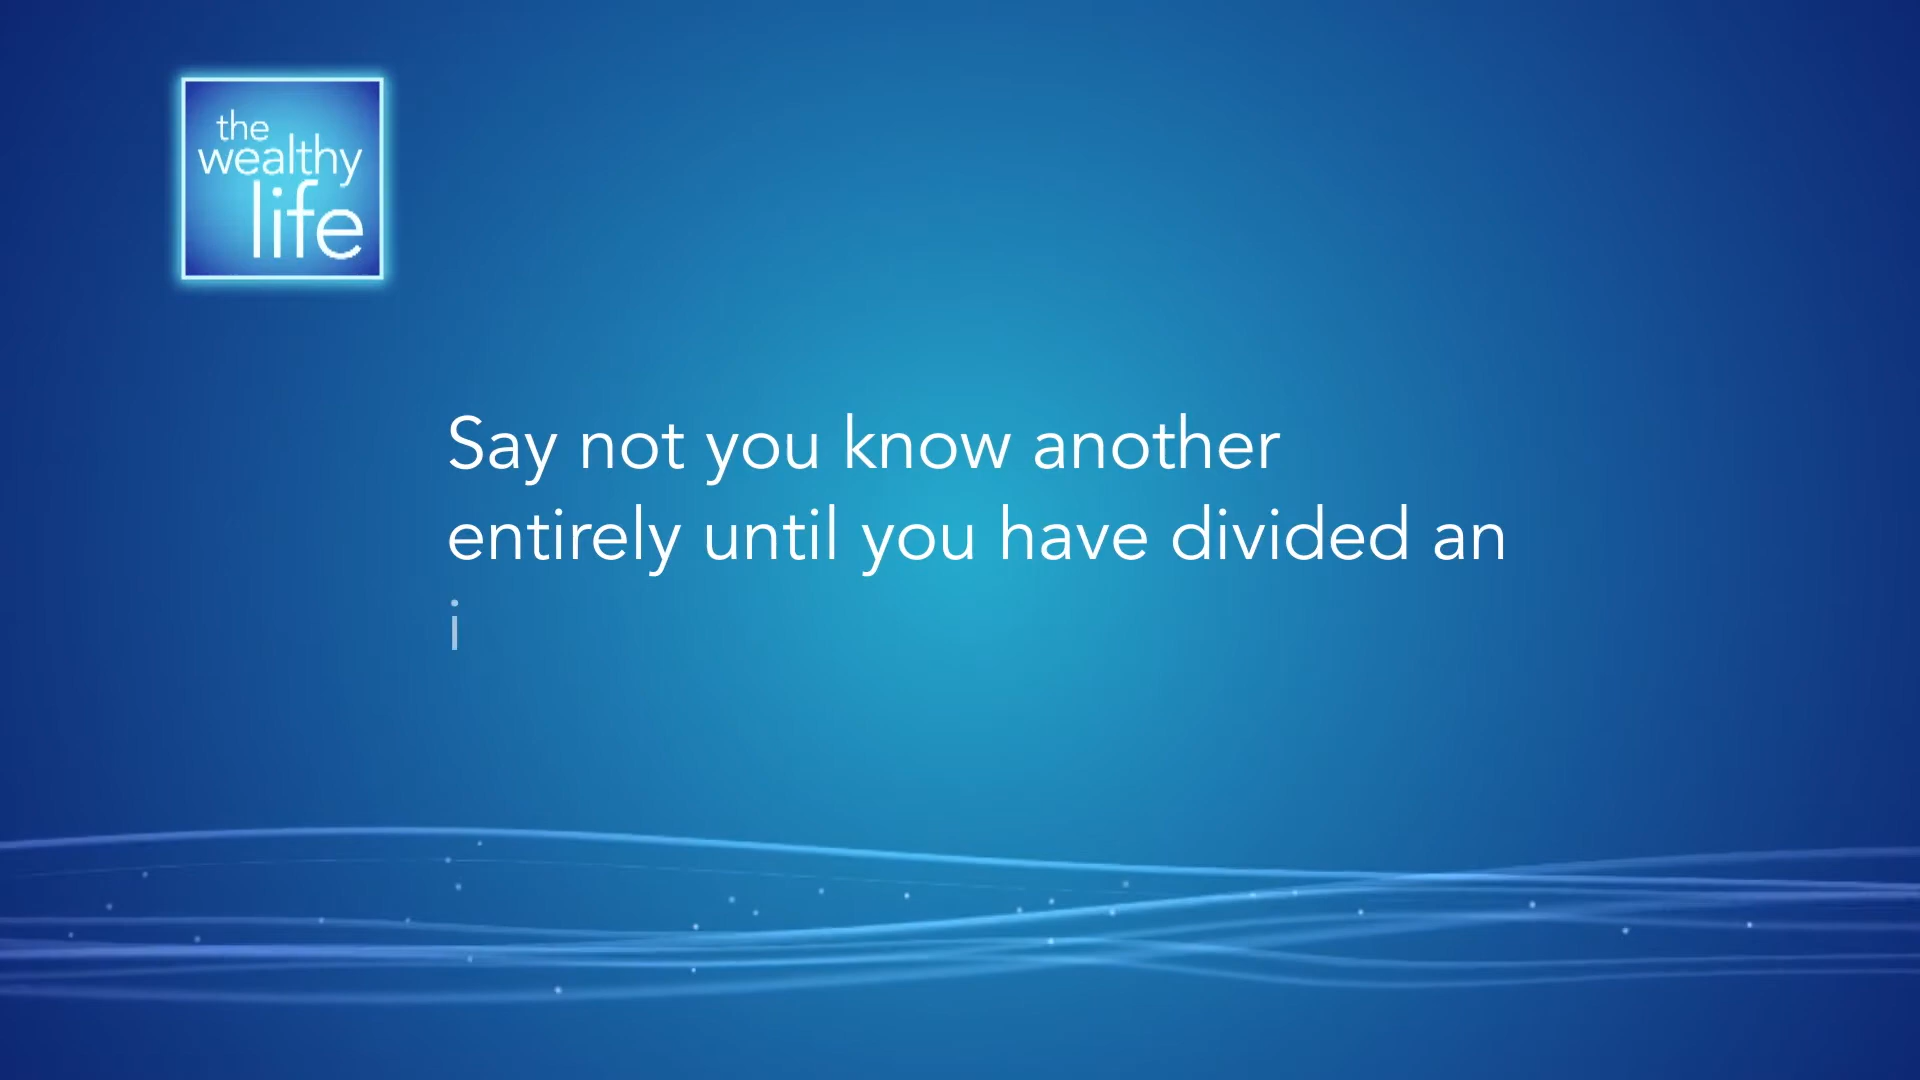 the
wealthy
life
Say not you know another
entirely until you have divided an
i